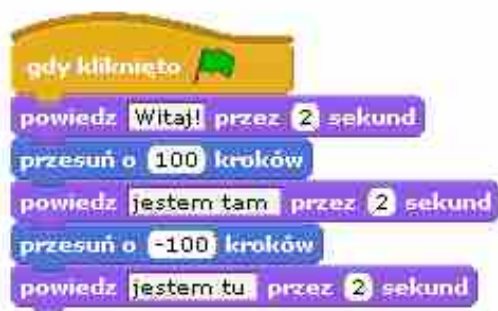 gdy kliknięto
powiedz Witaj! przez 2 sekund
przesuń o 100 kroków
powiedz jestem tam przez 2 sekund
przesuń o -100 kroków
powiedz jestem tu przez 2 sekund